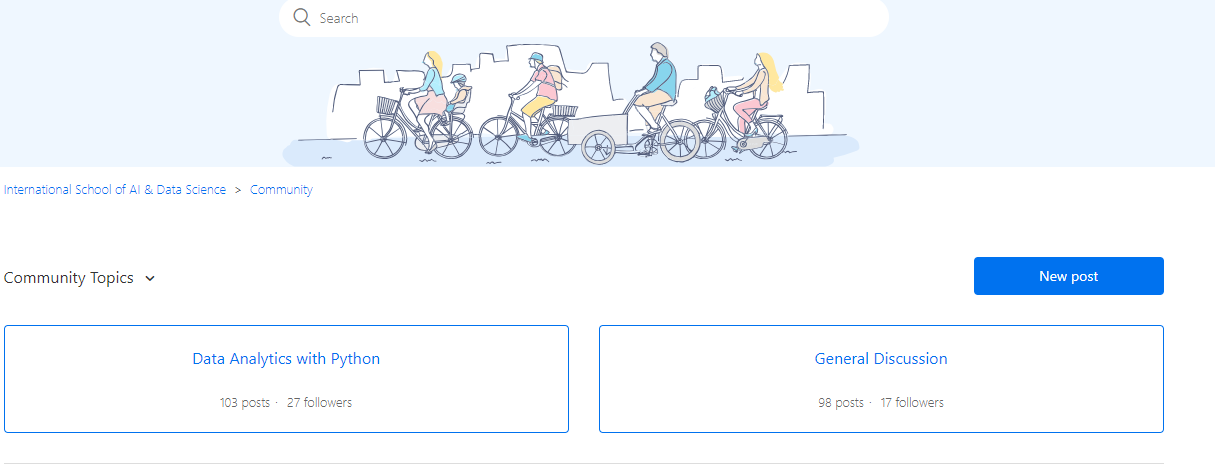 Search
International School of AI & Data Science > Community
Community Topics
New post
Data Analytics with Python
103 posts · 27 followers
General Discussion
98 posts · 17 followers